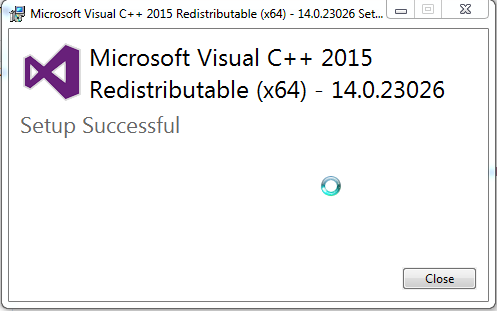 Microsoft Visual C++ 2015 Redistributable (x64) - 14.0.23026 Set...
Microsoft Visual C++ 2015
Redistributable (x64) - 14.0.23026
Setup Successful
Close